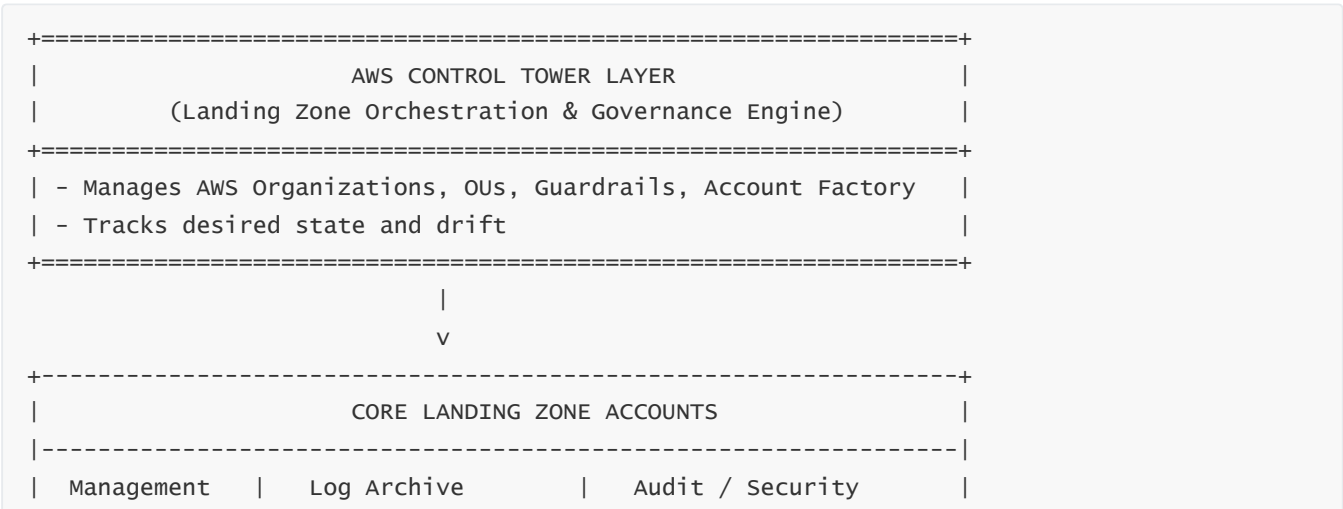 +=================================================================+
|                      AWS CONTROL TOWER LAYER                    |
|         (Landing Zone Orchestration & Governance Engine)        |
+=================================================================+
| - Manages AWS Organizations, OUs, Guardrails, Account Factory   |
| - Tracks desired state and drift                                |
+=================================================================+
                             |
                             v
+-----------------------------------------------------------------+
|                      CORE LANDING ZONE ACCOUNTS                 |
|-----------------------------------------------------------------|
|  Management   |   Log Archive        |   Audit / Security       |